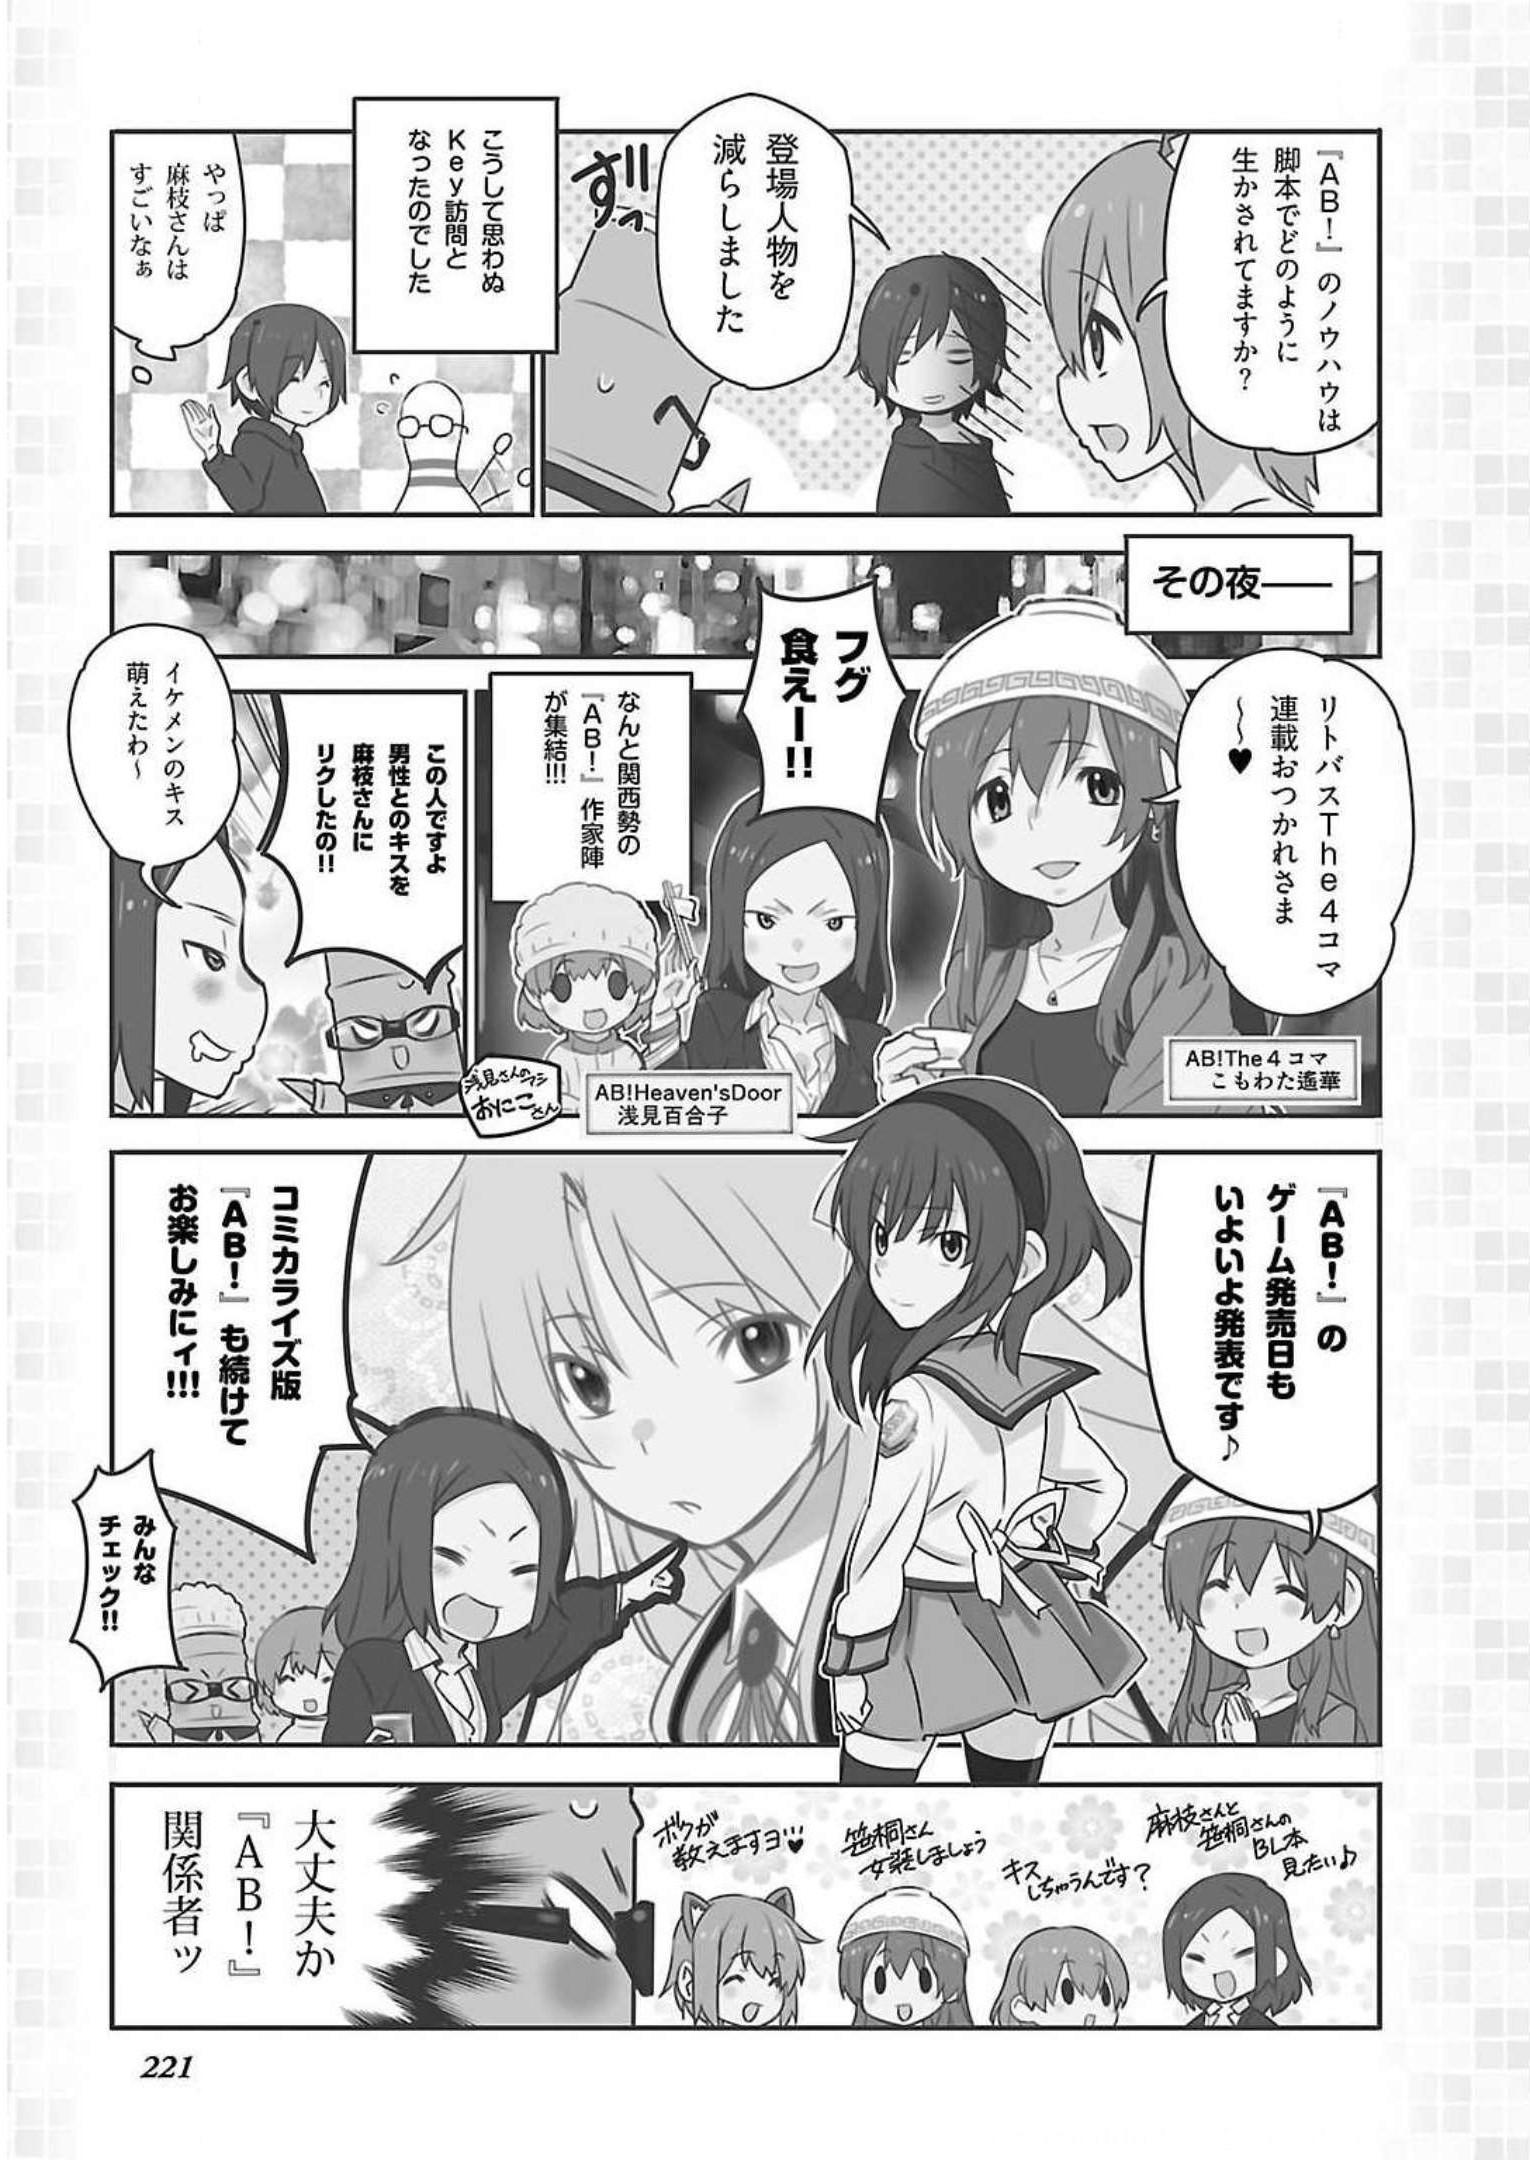 『AB！』のノウハウは
脚本でどのように
生かされてますか？
登場人物を
減らしました
ずーっ
こうして思わぬ
Key訪問と
なったのでした
やっぱ
麻枝さんは
すごいなぁ
その夜――
リトバスThe4コマ
連載おつかれさま
～～♥
AB!The4コマ
こもわた遙華
フグ
食えー!!
AB!Heaven'sDoor
浅見百合子
なんと関西勢の
『AB！』作家陣
が集結!!!
浅見さんのアシ
おにこさん
この人ですよ
男性とのキスを
麻枝さんに
リクしたの!!
イケメンのキス
萌えたわ～
『AB！』の
ゲーム発売日も
いよいよ発表です♪
コミカライズ版
『AB！』も続けて
お楽しみにィ!!!
みんな
チェック!!
麻枝さんと
笹桐さんの
BL本
見たい♪
キス
しちゃうんです？
笹桐さん
女装しましょう
ボクが
教えますヨ…♥
大丈夫か
『AB！』
関係者ッ
221